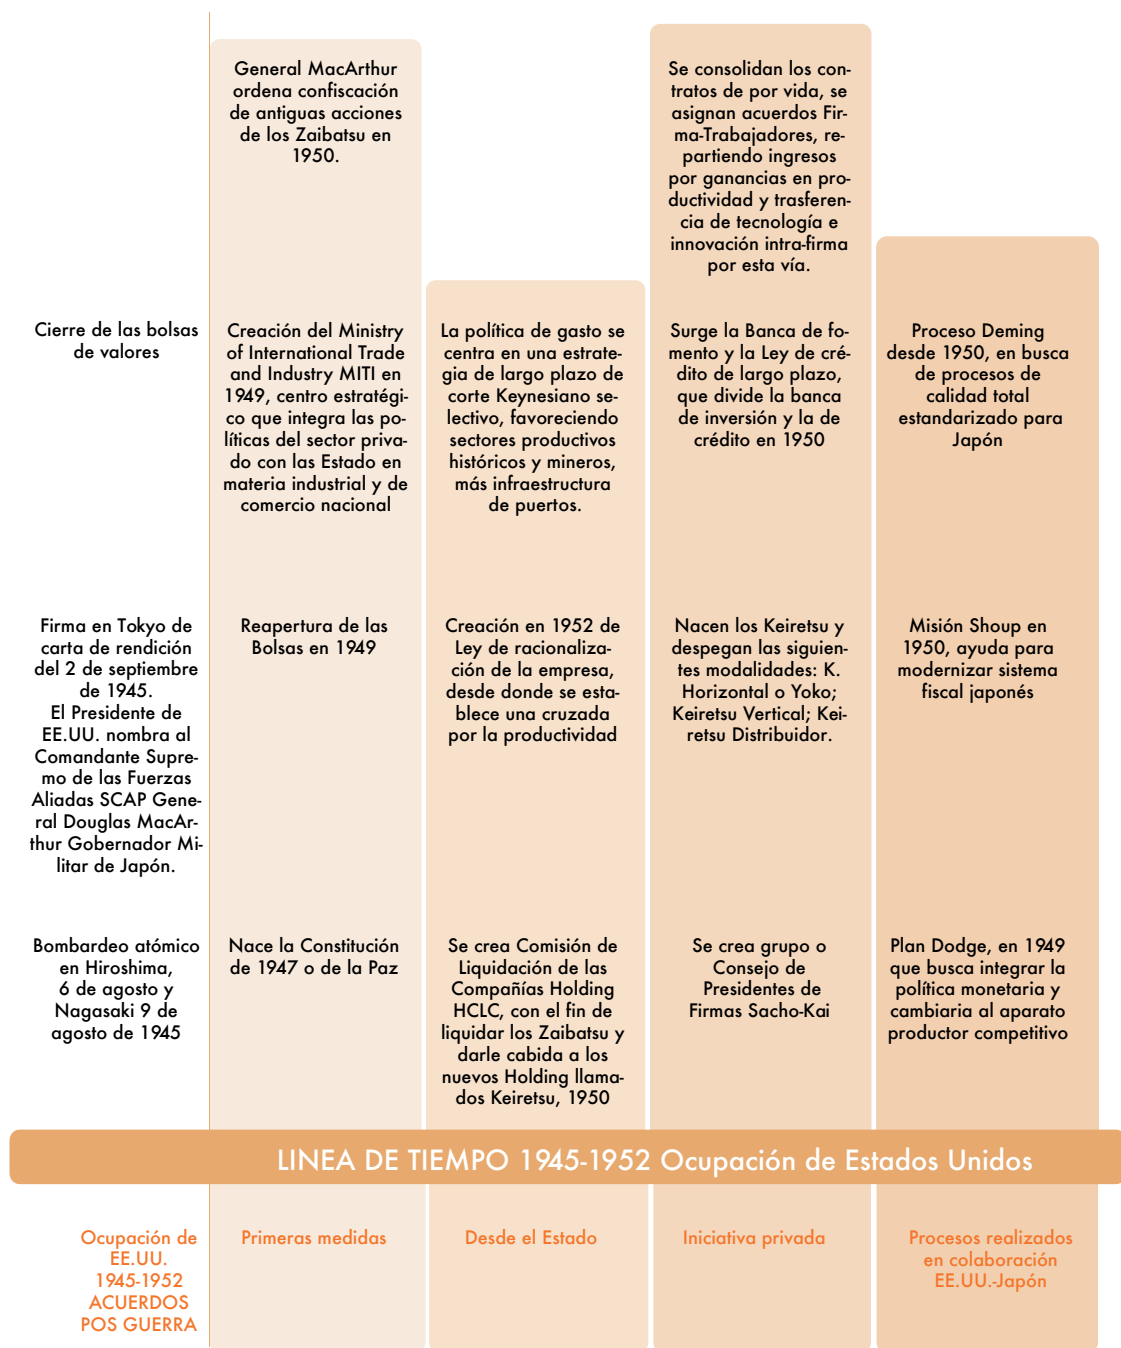 General MacArthur
ordena confiscación
de antiguas acciones
de los Zaibatsu en
1950.
Se consolidan los con-
tratos de por vida, se
asignan acuerdos Fir-
ma-Trabajadores, re-
partiendo ingresos
por ganancias en pro-
ductividad y trasferen-
cia de tecnología e
innovación intra-firma
por esta vía.
Cierre de las bolsas
de valores
Creación del Ministry
of International Trade
and Industry MITI en
1949, centro estratégi-
co que integra las po-
líticas del sector priva-
do con las Estado en
materia industrial y de
comercio nacional
La política de gasto se
centra en una estrate-
gia de largo plazo de
corte Keynesiano se-
lectivo, favoreciendo
sectores productivos
históricos y mineros,
más infraestructura
de puertos.
Surge la Banca de fo-
mento y la Ley de cré-
dito de largo plazo,
que divide la banca
de inversión y la de
crédito en 1950
Proceso Deming
desde 1950, en busca
de procesos de
calidad total
estandarizado para
Japón
Firma en Tokyo de
carta de rendición
del 2 de septiembre
de 1945.
El Presidente de
EE.UU. nombra al
Comandante Supre-
mo de las Fuerzas
Aliadas SCAP Gene-
ral Douglas MacAr-
thur Gobernador Mi-
litar de Japón.
Reapertura de las
Bolsas en 1949
Creación en 1952 de
Ley de racionaliza-
ción de la empresa,
desde donde se esta-
blece una cruzada
por la productividad
Nacen los Keiretsu y
despegan las siguien-
tes modalidades: K.
Horizontal o Yoko;
Keiretsu Vertical; Kei-
retsu Distribuidor.
Misión Shoup en
1950, ayuda para
modernizar sistema
fiscal japonés
Bombardeo atómico
en Hiroshima,
6 de agosto y
Nagasaki 9 de
agosto de 1945
Nace la Constitución
de 1947 o de la Paz
Se crea Comisión de
Liquidación de las
Compañías Holding
HCLC, con el fin de
liquidar los Zaibatsu y
darle cabida a los
nuevos Holding llama-
dos Keiretsu, 1950
Se crea grupo o
Consejo de
Presidentes de
Firmas Sacho-Kai
Plan Dodge, en 1949
que busca integrar la
política monetaria y
cambiaria al aparato
productor competitivo
LINEA DE TIEMPO 1945-1952 Ocupación de Estados Unidos
Ocupación de
EE.UU.
1945-1952
ACUERDOS
POS GUERRA
Primeras medidas
Desde el Estado
Iniciativa privada
Procesos realizados
en colaboración
EE.UU.-Japón